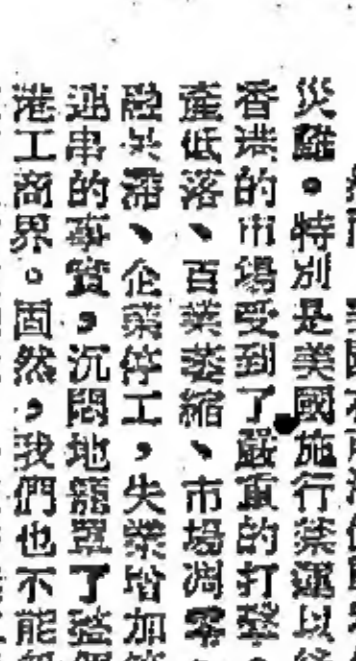 災難。特別是美國施行禁運以
香港的市場受到了嚴重的打擊
產低落、百業萎縮、市場凋零
融呆滯、企業停工，失業增加
連串的事實，沉悶地籠罩了整個
港工商界。固然，我們也不能